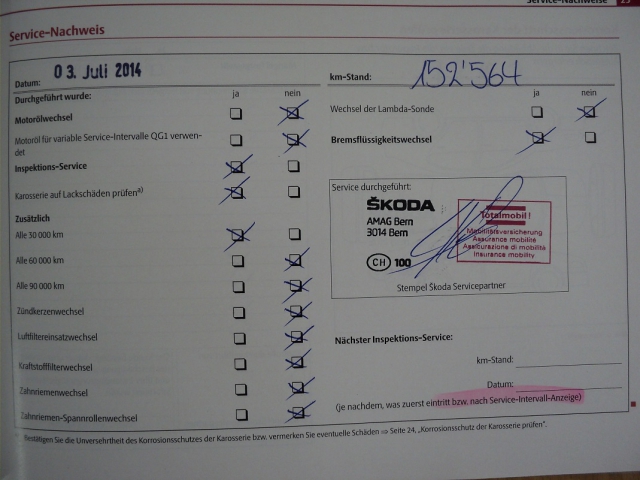 Service-Nachweise 25
Service-Nachweis
Datum: 03. Juli 2014
km-Stand: 152'564
Durchgeführt wurde: ja nein
ja nein
Motorölwechsel
Wechsel der Lambda-Sonde
Motoröl für variable Service-Intervalle QG1 verwen-
det
Bremsflüssigkeitswechsel
Inspektions-Service
Karosserie auf Lackschäden prüfen a)
Zusätzlich
Alle 30 000 km
Alle 60 000 km
Alle 90 000 km
Zündkerzenwechsel
Luftfiltereinsatzwechsel
Kraftstofffilterwechsel
Zahnriemenwechsel
Zahnriemen-Spannrollenwechsel
Service durchgeführt:
ŠKODA
AMAG Bern
3014 Bern
CH 100
Totalmobil!
Mobilitätsversicherung
Assurance mobilité
Assicurazione di mobilità
Insurance mobility
Stempel Škoda Servicepartner
Nächster Inspektions-Service:
km-Stand:
Datum:
(je nachdem, was zuerst eintritt bzw. nach Service-Intervall-Anzeige)
Bestätigen Sie die Unversehrtheit des Korrosionsschutzes der Karosserie bzw. vermerken Sie eventuelle Schäden ⇒ Seite 24, „Korrosionsschutz der Karosserie prüfen“.